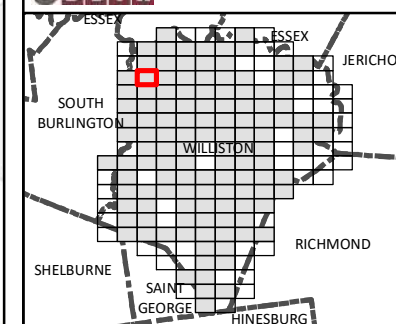 ESSEX
ESSEX
JERICHO
SOUTH
BURLINGTON
WILLISTON
RICHMOND
SHELBURNE
SAINT
GEORGE
HINESBURG